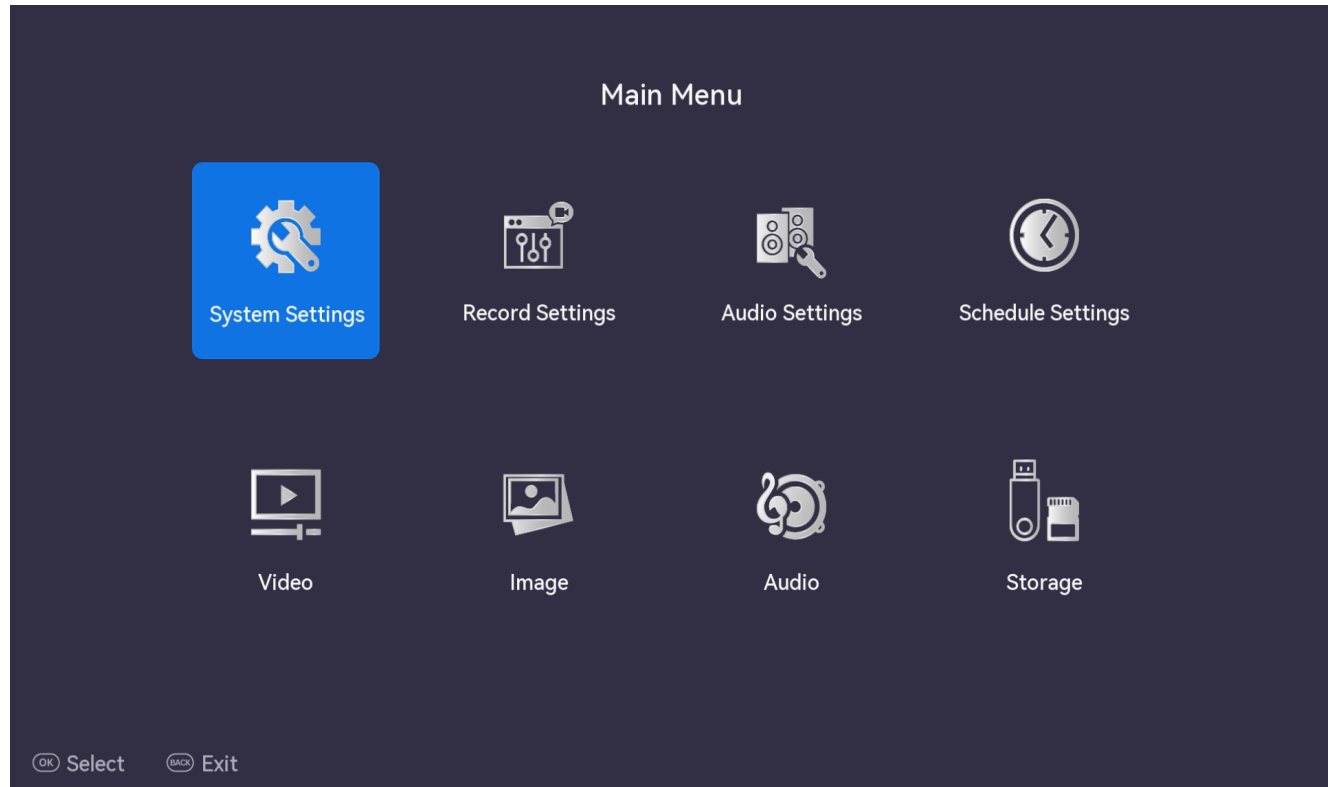 Main Menu
System Settings
Record Settings
Audio Settings
Schedule Settings
Video
Image
Audio
Storage
OK Select
BACK Exit